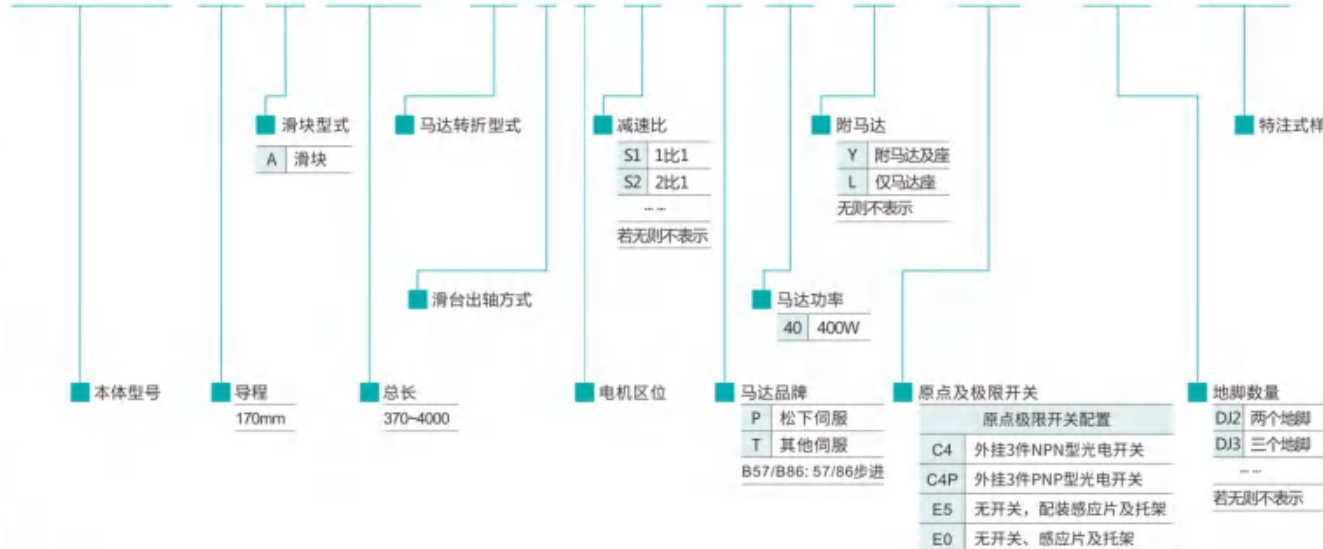 滑块型式
A 滑块
马达转折型式
减速比
S1 1比1
S2 2比1
... ...
若无则不表示
附马达
Y 附马达及座
L 仅马达座
无则不表示
特注式样
滑台出轴方式
马达功率
40 400W
本体型号
导程
170mm
总长
370~4000
电机区位
马达品牌
P 松下伺服
T 其他伺服
B57/B86: 57/86步进
原点及极限开关
原点极限开关配置
C4 外挂3件NPN型光电开关
C4P 外挂3件PNP型光电开关
E5 无开关，配装感应片及托架
E0 无开关、感应片及托架
地脚数量
DJ2 两个地脚
DJ3 三个地脚
... ...
若无则不表示